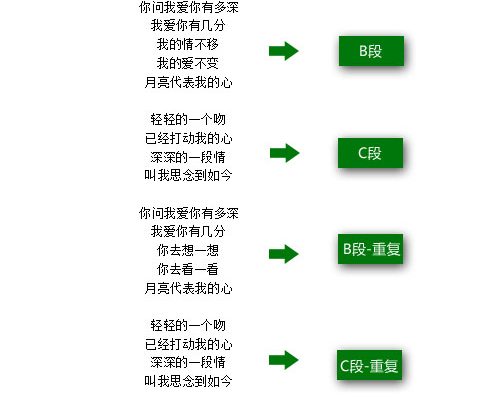 你问我爱你有多深
我爱你有几分
我的情不移
我的爱不变
月亮代表我的心
B段
轻轻的一个吻
已经打动我的心
深深的一段情
叫我思念到如今
C段
你问我爱你有多深
我爱你有几分
你去想一想
你去看一看
月亮代表我的心
B段-重复
轻轻的一个吻
已经打动我的心
深深的一段情
叫我思念到如今
C段-重复